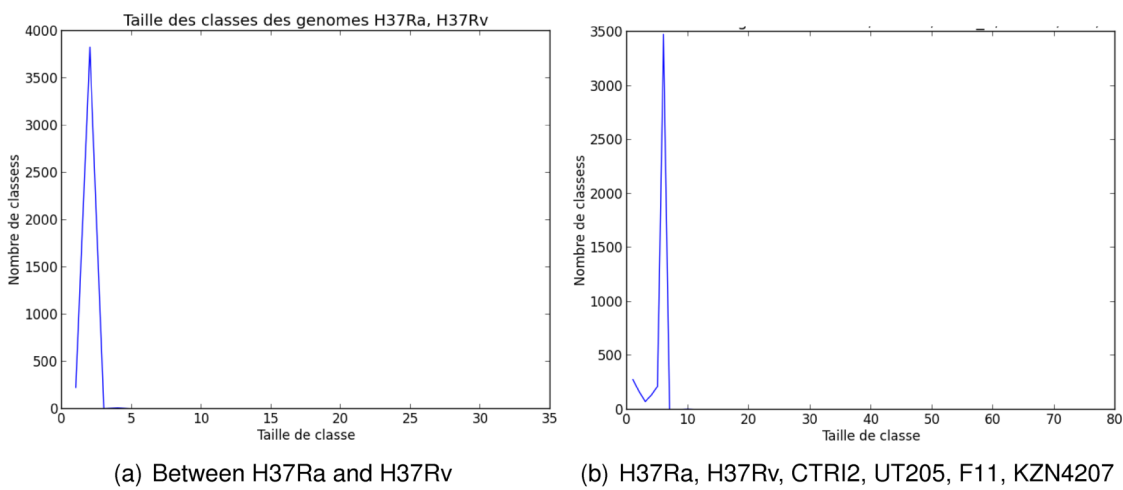 Taille des classes des genomes H37Ra, H37Rv
4000
3500
3000
2500
2000
1500
1000
500
0
0 5 10 15 20 25 30 35
Nombre de classess
Taille de classe
3500
3000
2500
2000
1500
1000
500
0
0 10 20 30 40 50 60 70 80
Nombre de classess
Taille de classe
(a) Between H37Ra and H37Rv
(b) H37Ra, H37Rv, CTRI2, UT205, F11, KZN4207